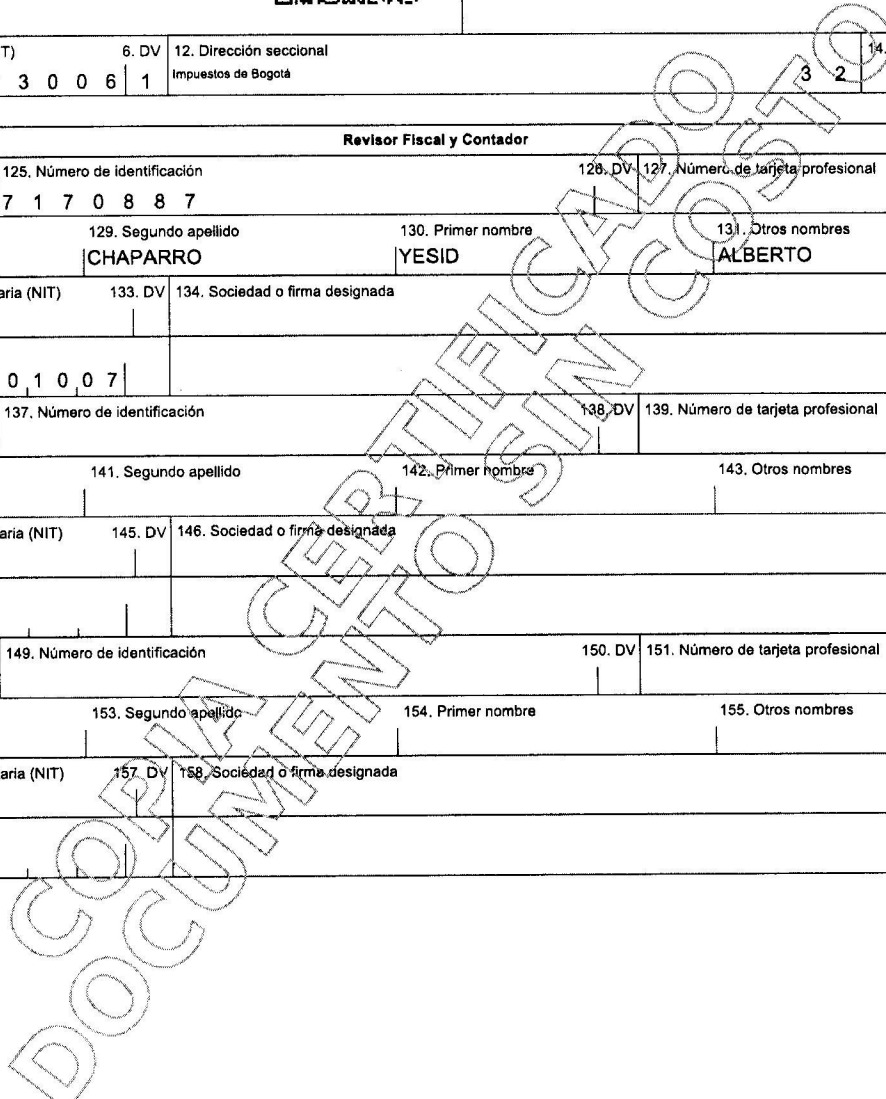 T) 6. DV 12. Dirección seccional 14.
3 0 0 6 1 Impuestos de Bogotá 3 2
Revisor Fiscal y Contador
125. Número de identificación 126. DV 127. Número de tarjeta profesional
7 1 7 0 8 8 7
129. Segundo apellido 130. Primer nombre 131. Otros nombres
CHAPARRO YESID ALBERTO
aria (NIT) 133. DV 134. Sociedad o firma designada
0 1 0 0 7
137. Número de identificación 138. DV 139. Número de tarjeta profesional
141. Segundo apellido 142. Primer nombre 143. Otros nombres
aria (NIT) 145. DV 146. Sociedad o firma designada
149. Número de identificación 150. DV 151. Número de tarjeta profesional
153. Segundo apellido 154. Primer nombre 155. Otros nombres
aria (NIT) 157. DV 158. Sociedad o firma designada
COPIA CERTIFICADO
DOCUMENTO SIN COSTO